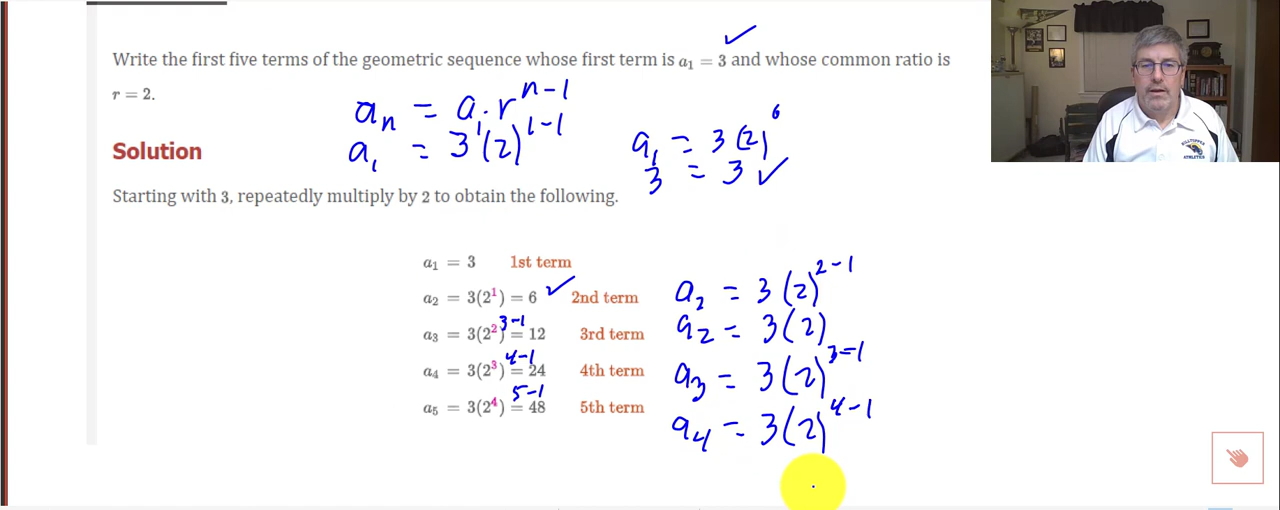 Write the first five terms of the geometric sequence whose first term is a₁ = 3 and whose common ratio is
r = 2.
aₙ = a₁ · r^(n-1)
a₁ = 3(2)^(1-1)
a₁ = 3(2)^0
3 = 3 ✓
Solution
Starting with 3, repeatedly multiply by 2 to obtain the following.
a₁ = 3 1st term
a₂ = 3(2¹) = 6 ✓ 2nd term
a₃ = 3(2²) = 12 3-1 3rd term
a₄ = 3(2³) = 24 4-1 4th term
a₅ = 3(2⁴) = 48 5-1 5th term
a₂ = 3(2)^(2-1)
a₂ = 3(2)
a₃ = 3(2)^(3-1)
a₄ = 3(2)^(4-1)
HILLTOPPER
ATHLETICS